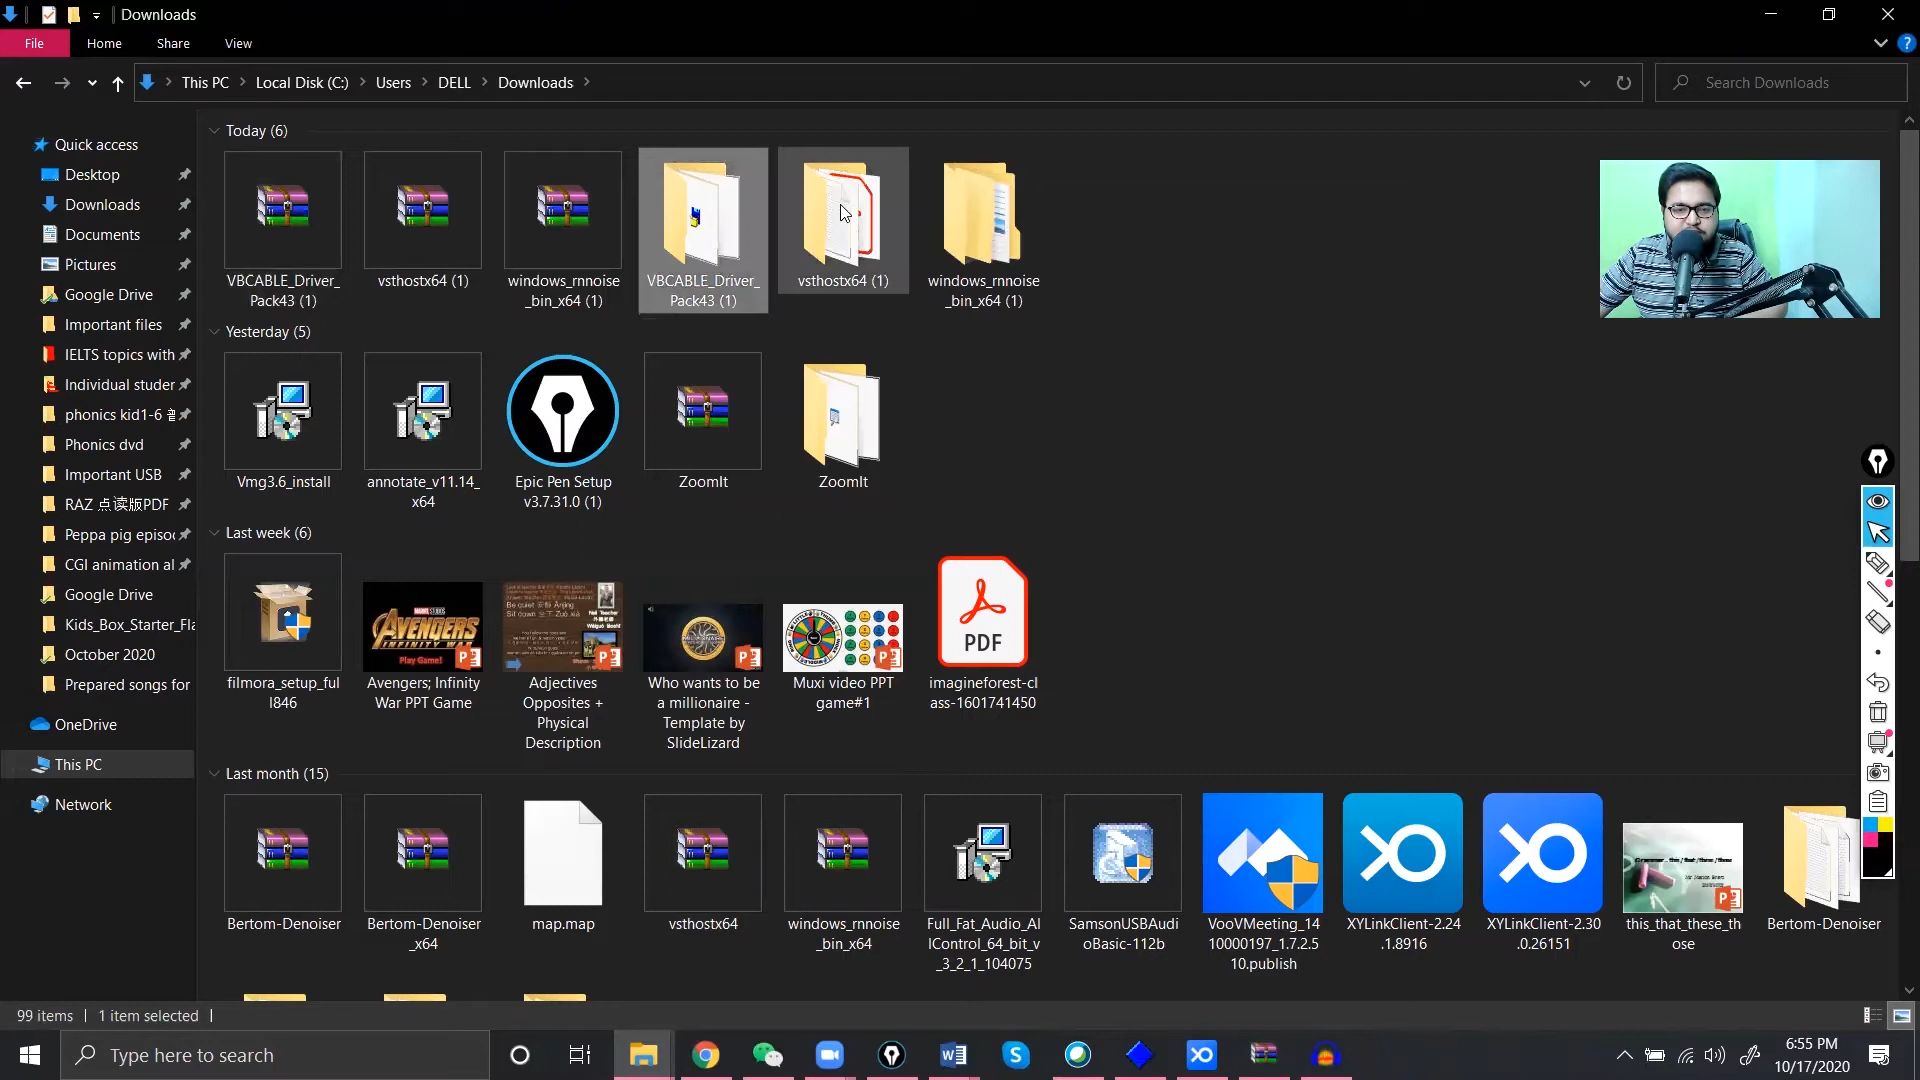 Downloads
File Home Share View
This PC Local Disk (C:) Users DELL Downloads
Search Downloads
Quick access
Desktop
Downloads
Documents
Pictures
Google Drive
Important files
IELTS topics with
Individual studer
phonics kid1-6
Phonics dvd
Important USB
RAZ 点读版PDF
Peppa pig episoc
CGI animation al
Google Drive
Kids_Box_Starter_Fla
October 2020
Prepared songs for
OneDrive
This PC
Network
Today (6)
VBCABLE_Driver_
Pack43 (1)
vsthostx64 (1)
windows_rnnoise
_bin_x64 (1)
VBCABLE_Driver_
Pack43 (1)
vsthostx64 (1)
windows_rnnoise
_bin_x64 (1)
Yesterday (5)
Vmg3.6_install
annotate_v11.14_
x64
Epic Pen Setup
v3.7.31.0 (1)
ZoomIt
ZoomIt
Last week (6)
AVENGERS
Play Game!
PDF
filmora_setup_ful
l846
Avengers; Infinity
War PPT Game
Adjectives
Opposites +
Physical
Description
Who wants to be
a millionaire -
Template by
SlideLizard
Muxi video PPT
game#1
imagineforest-cl
ass-1601741450
Last month (15)
Bertom-Denoiser
Bertom-Denoiser
_x64
map.map
vsthostx64
windows_rnnoise
_bin_x64
Full_Fat_Audio_Al
lControl_64_bit_v
_3_2_1_104075
SamsonUSBAudi
oBasic-112b
VooVMeeting_14
10000197_1.7.2.5
10.publish
XYLinkClient-2.24
.1.8916
XYLinkClient-2.30
.0.26151
this_that_these_th
ose
Bertom-Denoiser
99 items 1 item selected
Type here to search
6:55 PM
10/17/2020